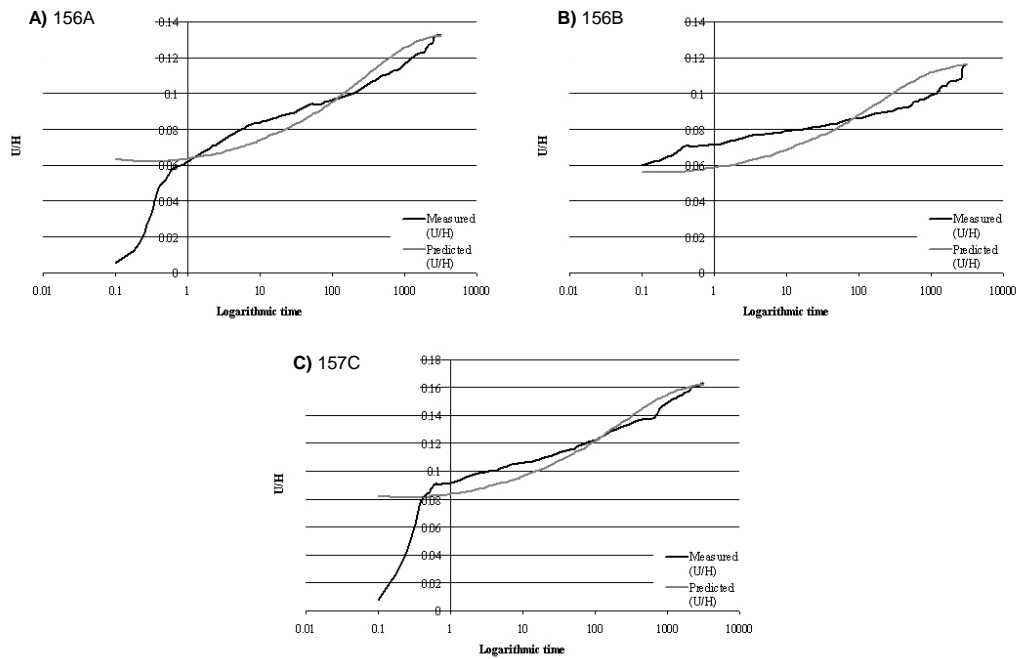 A) 156A
0.14
0.12
0.1
0.08
0.06
0.04
0.02
0
U/H
0.01 0.1 1 10 100 1000 10000
Logarithmic time
Measured
(U/H)
Predicted
(U/H)
B) 156B
0.14
0.12
0.1
0.08
0.06
0.04
0.02
0
U/H
0.01 0.1 1 10 100 1000 10000
Logarithmic time
Measured
(U/H)
Predicted
(U/H)
C) 157C
0.18
0.16
0.14
0.12
0.1
0.08
0.06
0.04
0.02
0
U/H
0.01 0.1 1 10 100 1000 10000
Logarithmic time
Measured
(U/H)
Predicted
(U/H)